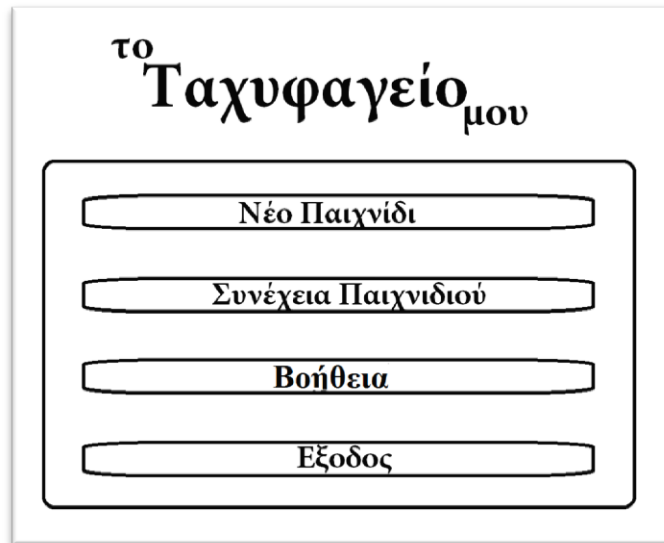 το
Ταχυφαγείο
μου
Νέο Παιχνίδι
Συνέχεια Παιχνιδιού
Βοήθεια
Εξοδος